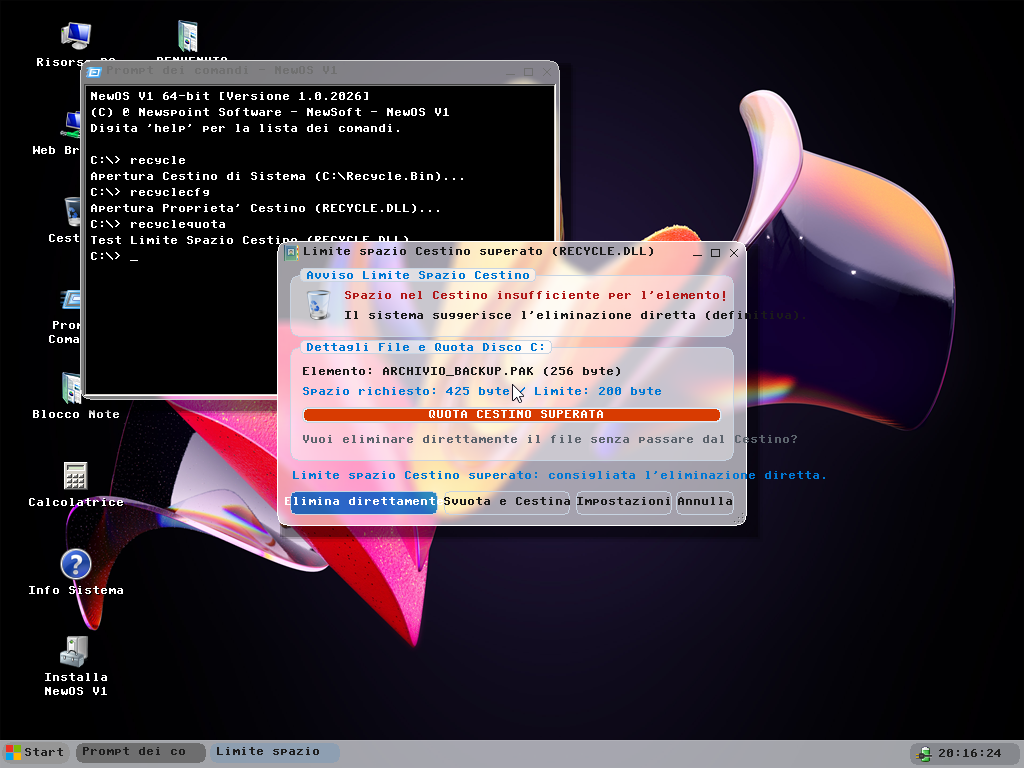 Risorse PC
BENVENUTO
Prompt dei comandi - NewOS V1
NewOS V1 64-bit [Versione 1.0.2026]
(C) @ Newspoint Software - NewSoft - NewOS V1
Digita 'help' per la lista dei comandi.
C:\> recycle
Apertura Cestino di Sistema (C:\Recycle.Bin)...
C:\> recyclecfg
Apertura Proprieta' Cestino (RECYCLE.DLL)...
C:\> recyclequota
Test Limite Spazio Cestino (RECYCLE.DLL)
C:\> _
Web Br
Cest
Pro
Coma
Blocco Note
Calcolatrice
Info Sistema
Installa
NewOS V1
Limite spazio Cestino superato (RECYCLE.DLL)
Avviso Limite Spazio Cestino
Spazio nel Cestino insufficiente per l'elemento!
Il sistema suggerisce l'eliminazione diretta (definitiva).
Dettagli File e Quota Disco C:
Elemento: ARCHIVIO_BACKUP.PAK (256 byte)
Spazio richiesto: 425 byte / Limite: 200 byte
QUOTA CESTINO SUPERATA
Vuoi eliminare direttamente il file senza passare dal Cestino?
Limite spazio Cestino superato: consigliata l'eliminazione diretta.
Elimina direttament
Svuota e Cestina
Impostazioni
Annulla
Start
Prompt dei co
Limite spazio
20:16:24